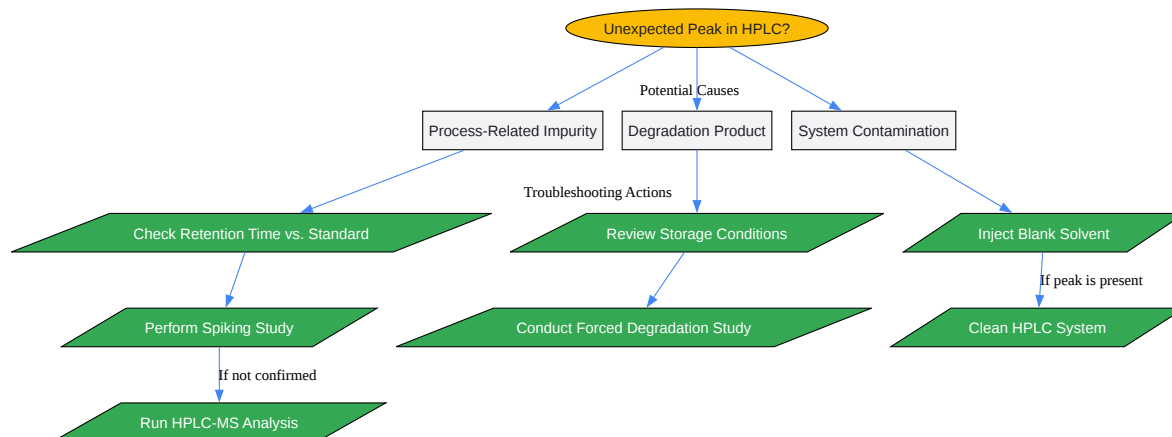 Unexpected Peak in HPLC?
Potential Causes
Process-Related Impurity
Degradation Product
System Contamination
Troubleshooting Actions
Check Retention Time vs. Standard
Review Storage Conditions
Inject Blank Solvent
If peak is present
Perform Spiking Study
Conduct Forced Degradation Study
Clean HPLC System
If not confirmed
Run HPLC-MS Analysis